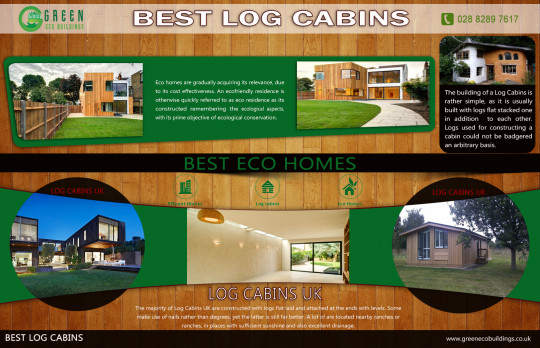 GREEN
ECO BUILDINGS
BEST LOG CABINS
028 8289 7617
Eco homes are gradually acquiring its relevance, due
to its cost effectiveness. An ecofriendly residence is
otherwise quickly referred to as eco residence as its
constructed remembering the ecological aspects,
with its prime objective of ecological conservation.
The building of a Log Cabins is
rather simple, as it is usually
built with logs flat stacked one
in addition to each other.
Logs used for constructing a
cabin could not be badgered
an arbitrary basis.
BEST ECO HOMES
LOG CABINS UK
Log cabins
Eco Homes
LOG CABINS UK
LOG CABINS UK
The majority of Log Cabins UK are constructed with logs flat laid and attached at the ends with levels. Some
make use of nails rather than degrees, yet the latter is still far better. A lot of are located nearby ranches or
ranches, in places with sufficient sunshine and also excellent drainage.
BEST LOG CABINS
www.greenecobuildings.co.uk